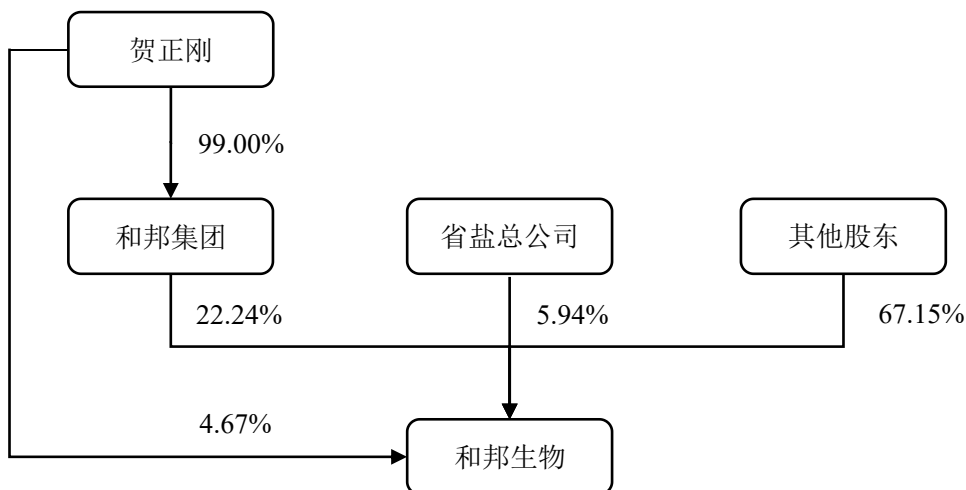 贺正刚
99.00%
和邦集团
省盐总公司
其他股东
22.24%
5.94%
67.15%
4.67%
和邦生物